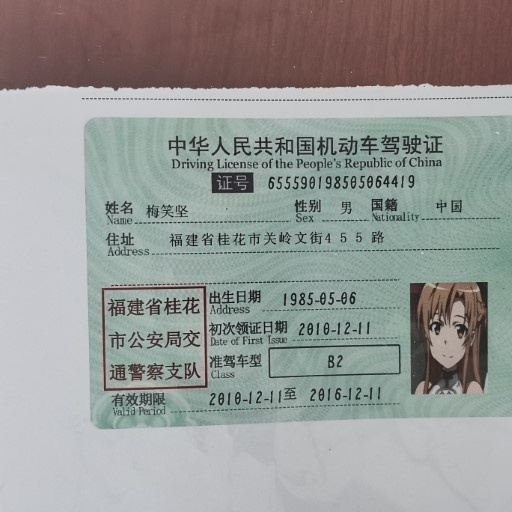 中华人民共和国机动车驾驶证
Driving License of the People's Republic of China
证号 655590198505064419
姓名 梅笑坚 性别 男 国籍 中国
Name Sex Nationality
住址 福建省桂花市关岭文街455路
Address
福建省桂花
市公安局交
通警察支队
出生日期 1985-05-06
Address
初次领证日期 2010-12-11
Date of First Issue
准驾车型 B2
Class
有效期限 2010-12-11至 2016-12-11
Valid Period